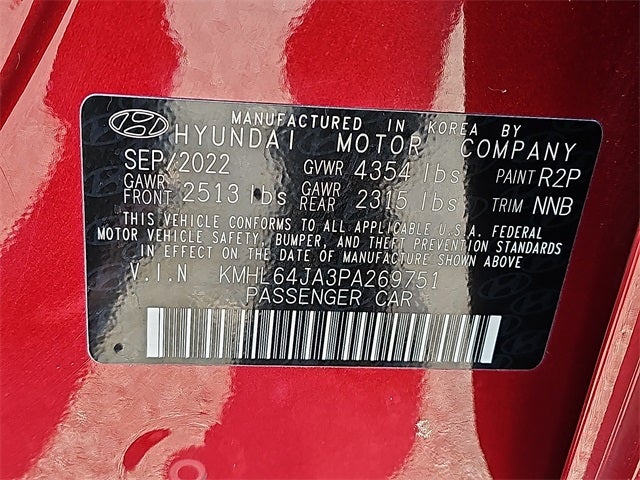 MANUFACTURED IN KOREA BY
HYUNDAI MOTOR COMPANY
SEP/2022 GVWR 4354 lbs PAINT R2P
GAWR FRONT 2513 lbs GAWR REAR 2315 lbs TRIM NNB
THIS VEHICLE CONFORMS TO ALL APPLICABLE U.S.A. FEDERAL
MOTOR VEHICLE SAFETY, BUMPER, AND THEFT PREVENTION STANDARDS
IN EFFECT ON THE DATE OF MANUFACTURE SHOWN ABOVE.
V.I.N KMHL64JA3PA269751
PASSENGER CAR